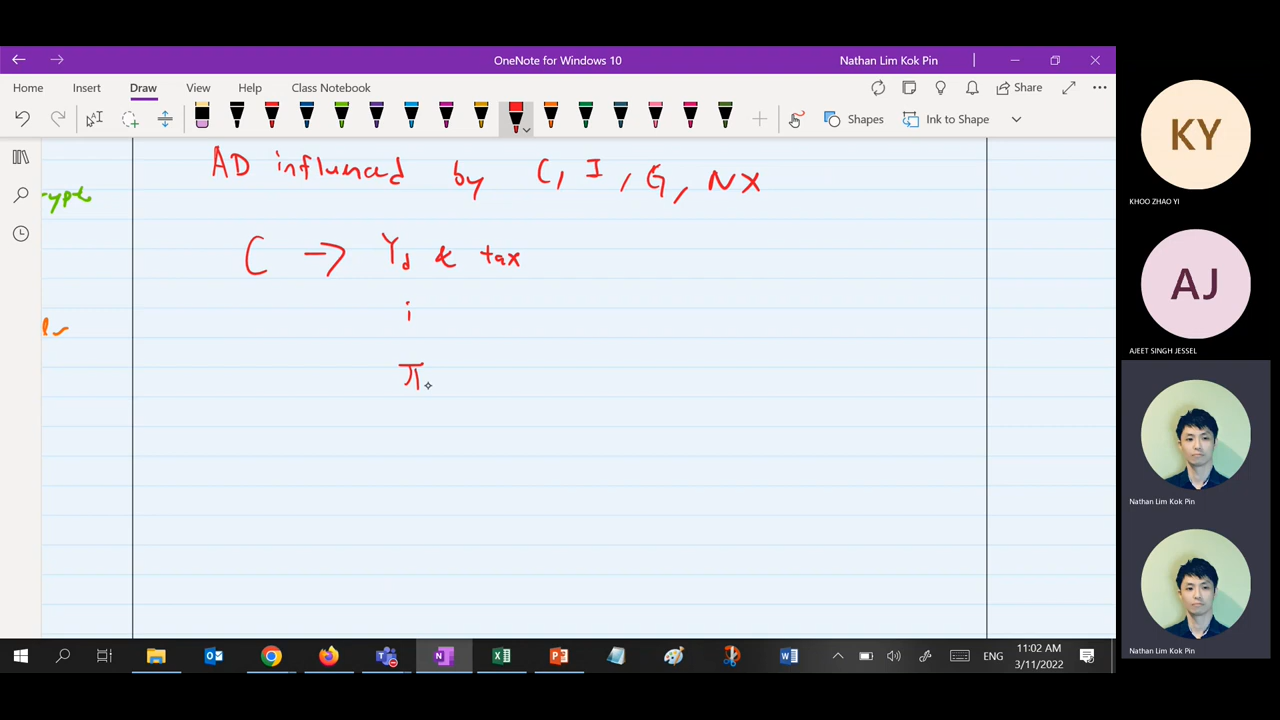 OneNote for Windows 10
Nathan Lim Kok Pin
Home Insert Draw View Help Class Notebook
Share
Shapes
Ink to Shape
AD influenced by C, I, G, NX
C → Yd & tax
i
π
KY
KHOO ZHAO YI
AJ
AJEET SINGH JESSEL
Nathan Lim Kok Pin
Nathan Lim Kok Pin
ENG
11:02 AM
3/11/2022